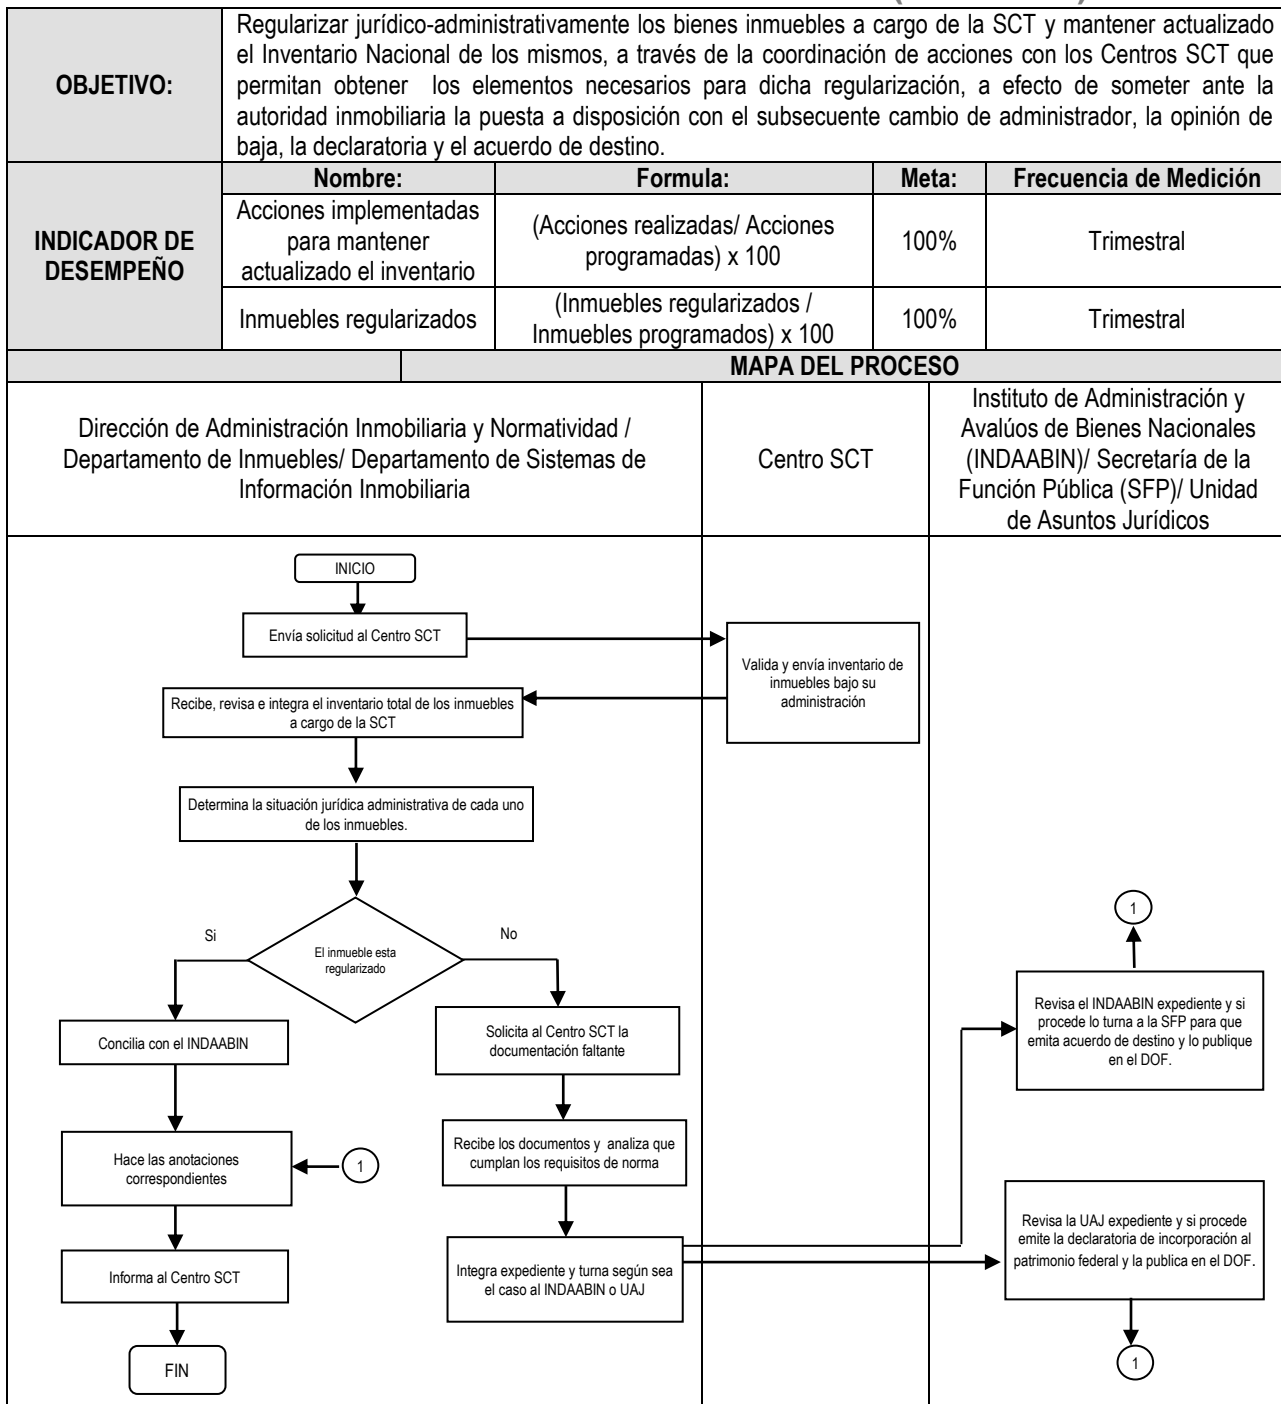 OBJETIVO:
Regularizar jurídico-administrativamente los bienes inmuebles a cargo de la SCT y mantener actualizado
el Inventario Nacional de los mismos, a través de la coordinación de acciones con los Centros SCT que
permitan obtener los elementos necesarios para dicha regularización, a efecto de someter ante la
autoridad inmobiliaria la puesta a disposición con el subsecuente cambio de administrador, la opinión de
baja, la declaratoria y el acuerdo de destino.
INDICADOR DE
DESEMPEÑO
Nombre:
Formula:
Meta:
Frecuencia de Medición
Acciones implementadas
para mantener
actualizado el inventario
(Acciones realizadas/ Acciones
programadas) x 100
100%
Trimestral
Inmuebles regularizados
(Inmuebles regularizados /
Inmuebles programados) x 100
100%
Trimestral
MAPA DEL PROCESO
Dirección de Administración Inmobiliaria y Normatividad /
Departamento de Inmuebles/ Departamento de Sistemas de
Información Inmobiliaria
Centro SCT
Instituto de Administración y
Avalúos de Bienes Nacionales
(INDAABIN)/ Secretaría de la
Función Pública (SFP)/ Unidad
de Asuntos Jurídicos
INICIO
Envía solicitud al Centro SCT
Valida y envía inventario de
inmuebles bajo su
administración
Recibe, revisa e integra el inventario total de los inmuebles
a cargo de la SCT
Determina la situación jurídica administrativa de cada uno
de los inmuebles.
El inmueble esta
regularizado
Si
No
Concilia con el INDAABIN
Solicita al Centro SCT la
documentación faltante
Hace las anotaciones
correspondientes
1
Recibe los documentos y analiza que
cumplan los requisitos de norma
Informa al Centro SCT
Integra expediente y turna según sea
el caso al INDAABIN o UAJ
FIN
1
Revisa el INDAABIN expediente y si
procede lo turna a la SFP para que
emita acuerdo de destino y lo publique
en el DOF.
Revisa la UAJ expediente y si procede
emite la declaratoria de incorporación al
patrimonio federal y la publica en el DOF.
1